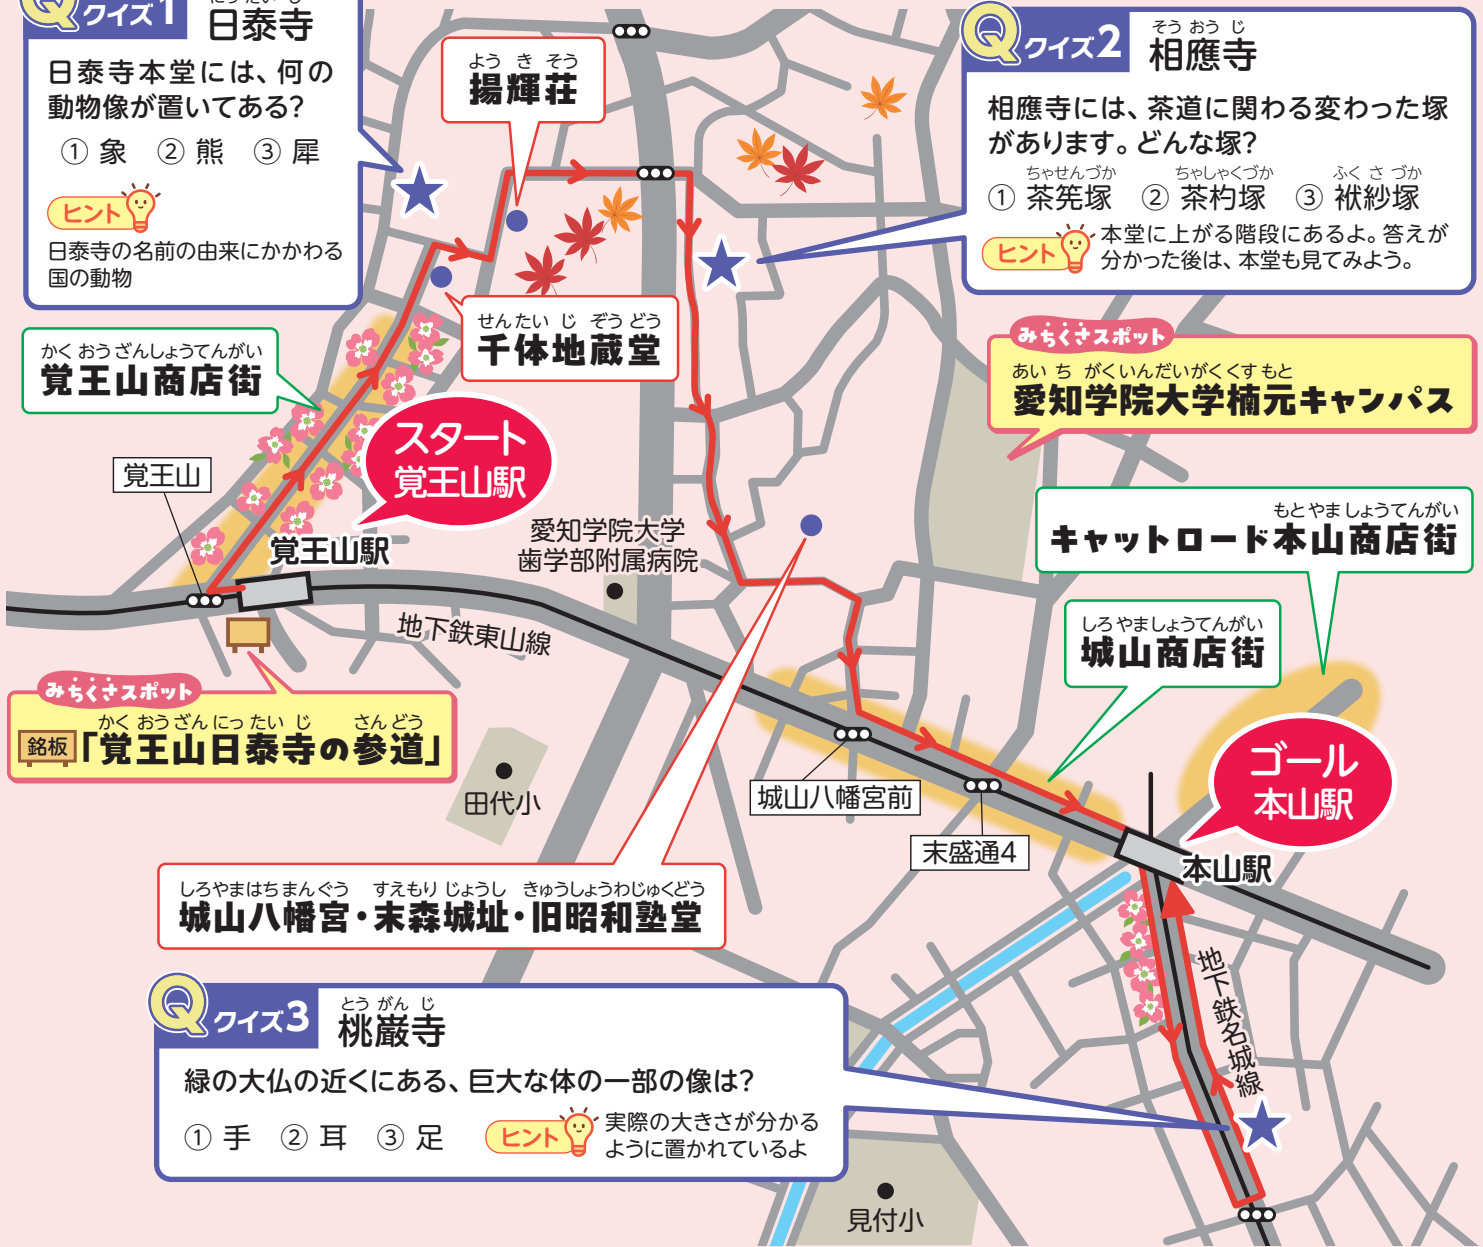 Q クイズ1 にったいじ
日泰寺
日泰寺本堂には、何の
動物像が置いてある?
① 象 ② 熊 ③ 犀
ヒント
日泰寺の名前の由来にかかわる
国の動物
ようきそう
揚輝荘
Q クイズ2 そうおうじ
相應寺
相應寺には、茶道に関わる変わった塚
があります。どんな塚?
ちゃせんづか ちゃしゃくづか ふくさづか
① 茶筅塚 ② 茶杓塚 ③ 袱紗塚
ヒント
本堂に上がる階段にあるよ。答えが
分かった後は、本堂も見てみよう。
せんたいじぞうどう
千体地蔵堂
かくおうざんしょうてんがい
覚王山商店街
みちくさスポット
あいちがくいんだいがくくすもと
愛知学院大学楠元キャンパス
スタート
覚王山駅
覚王山
覚王山駅
愛知学院大学
歯学部附属病院
もとやましょうてんがい
キャットロード本山商店街
しろやましょうてんがい
城山商店街
地下鉄東山線
みちくさスポット
かくおうざんにったいじ さんどう
銘板「覚王山日泰寺の参道」
田代小
城山八幡宮前
末盛通4
ゴール
本山駅
本山駅
しろやまはちまんぐう すえもりじょうし きゅうしょうわじゅくどう
城山八幡宮・末森城址・旧昭和塾堂
地下鉄名城線
Q クイズ3 とうがんじ
桃巌寺
緑の大仏の近くにある、巨大な体の一部の像は?
① 手 ② 耳 ③ 足
ヒント
実際の大きさが分かる
ように置かれているよ
見付小